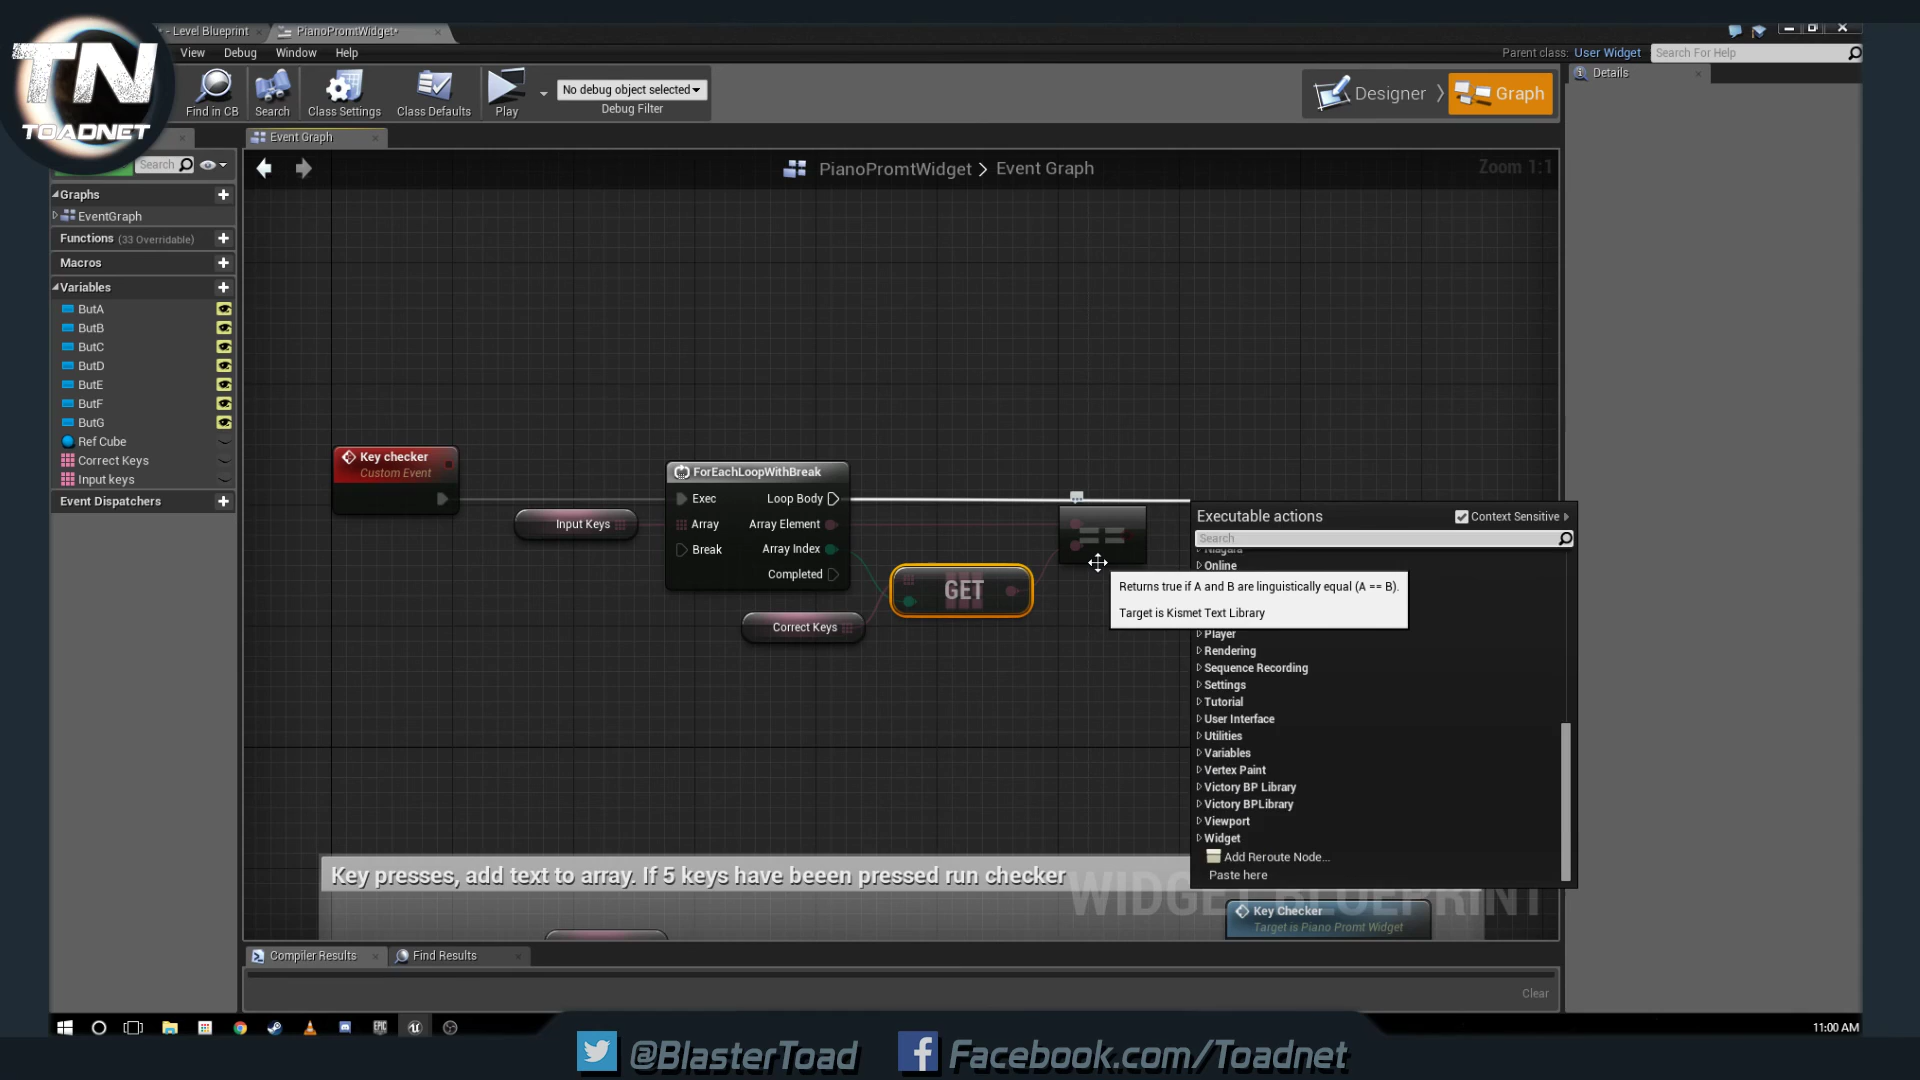 - Level Blueprint
PianoPromtWidget*
TN
TOADNET
View
Debug
Window
Help
Parent class: User Widget
Search For Help
Find in CB
Search
Class Settings
Class Defaults
Play
No debug object selected
Debug Filter
Designer
Graph
Details
Event Graph
Search
PianoPromtWidget > Event Graph
Zoom 1:1
Graphs
EventGraph
Functions (33 Overridable)
Macros
Variables
ButA
ButB
ButC
ButD
ButE
ButF
ButG
Ref Cube
Correct Keys
Input keys
Event Dispatchers
Key checker
Custom Event
Input Keys
ForEachLoopWithBreak
Exec
Loop Body
Array
Array Element
Break
Array Index
Completed
GET
Correct Keys
==
Executable actions
Context Sensitive
Search
Niagara
Online
Returns true if A and B are linguistically equal (A == B).
Target is Kismet Text Library
Player
Rendering
Sequence Recording
Settings
Tutorial
User Interface
Utilities
Variables
Vertex Paint
Victory BP Library
Victory BPLibrary
Viewport
Widget
Add Reroute Node...
Paste here
Key presses, add text to array. If 5 keys have beeen pressed run checker
WIDGET BLUEPRINT
Key Checker
Target is Piano Promt Widget
Compiler Results
Find Results
Clear
EPIC
11:00 AM
@BlasterToad
Facebook.com/Toadnet